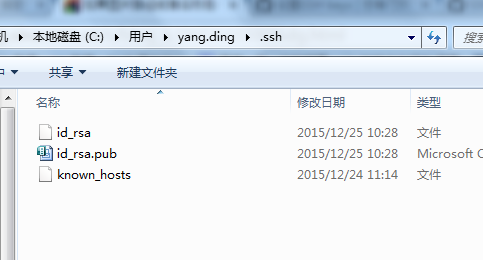 机 ▸ 本地磁盘 (C:) ▸ 用户 ▸ yang.ding ▸ .ssh
搜索
共享 新建文件夹
名称 修改日期 类型
id_rsa 2015/12/25 10:28 文件
id_rsa.pub 2015/12/25 10:28 Microsoft C
known_hosts 2015/12/24 11:14 文件